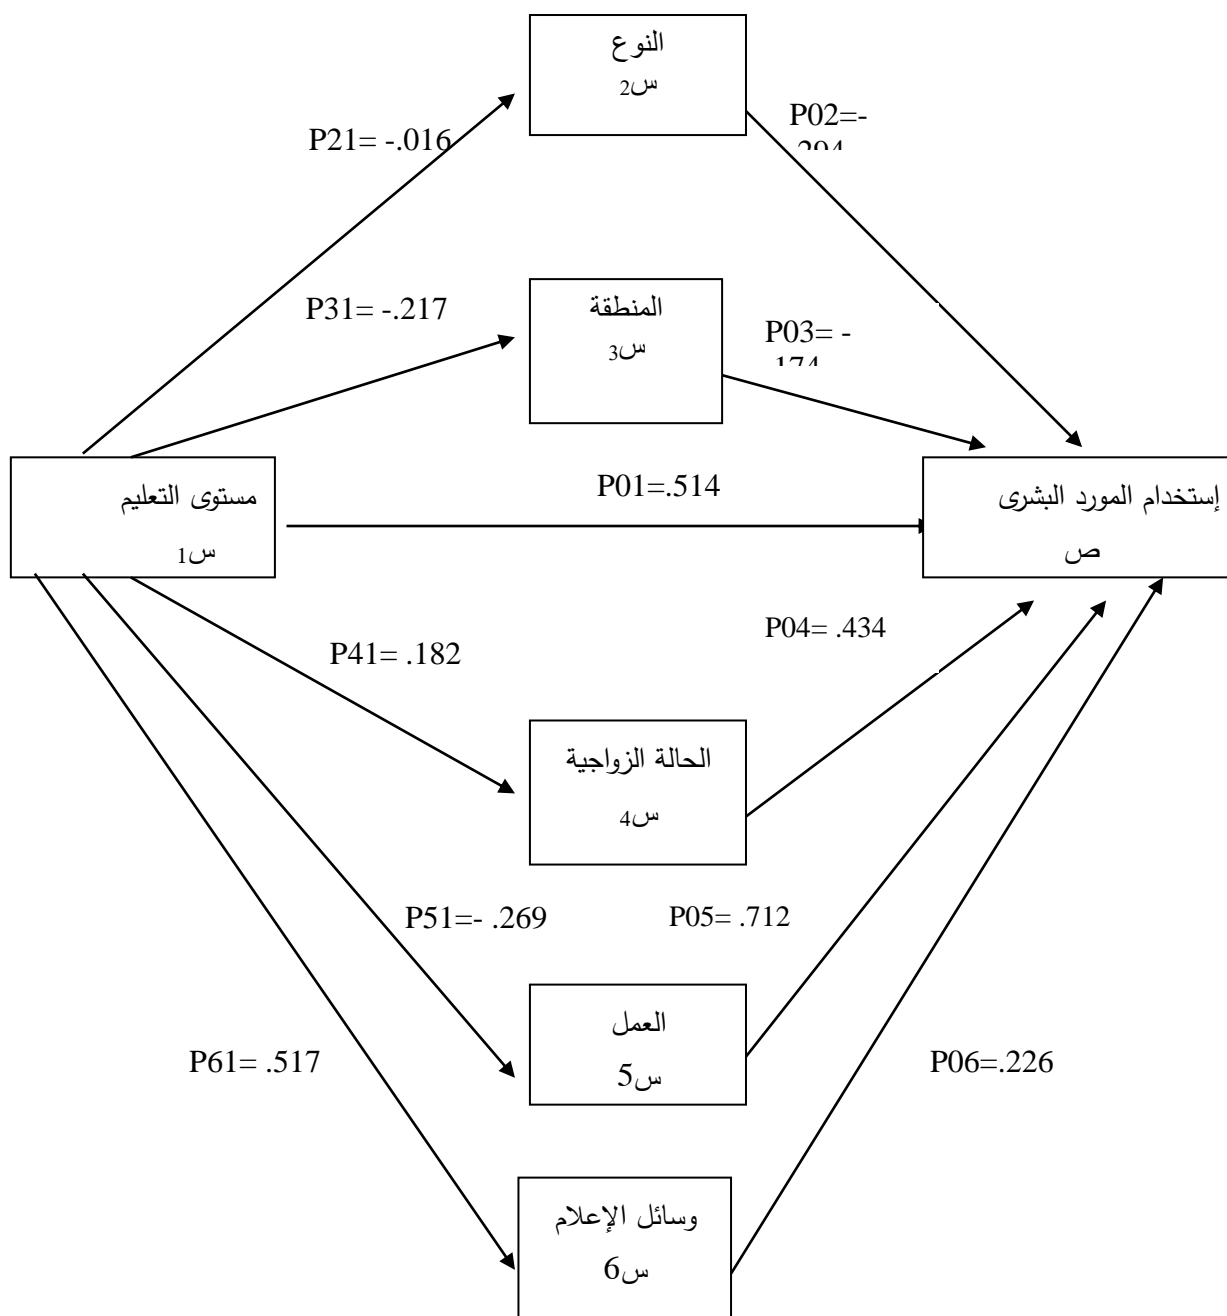 النوع
س2
P02=-
P21= -.016
المنطقة
س3
P31= -.217
P03= -
مستوى التعليم
س1
P01=.514
إستخدام المورد البشرى
ص
P41= .182
P04= .434
الحالة الزواجية
س4
P51=- .269
P05= .712
العمل
س5
P61= .517
P06=.226
وسائل الإعلام
س6